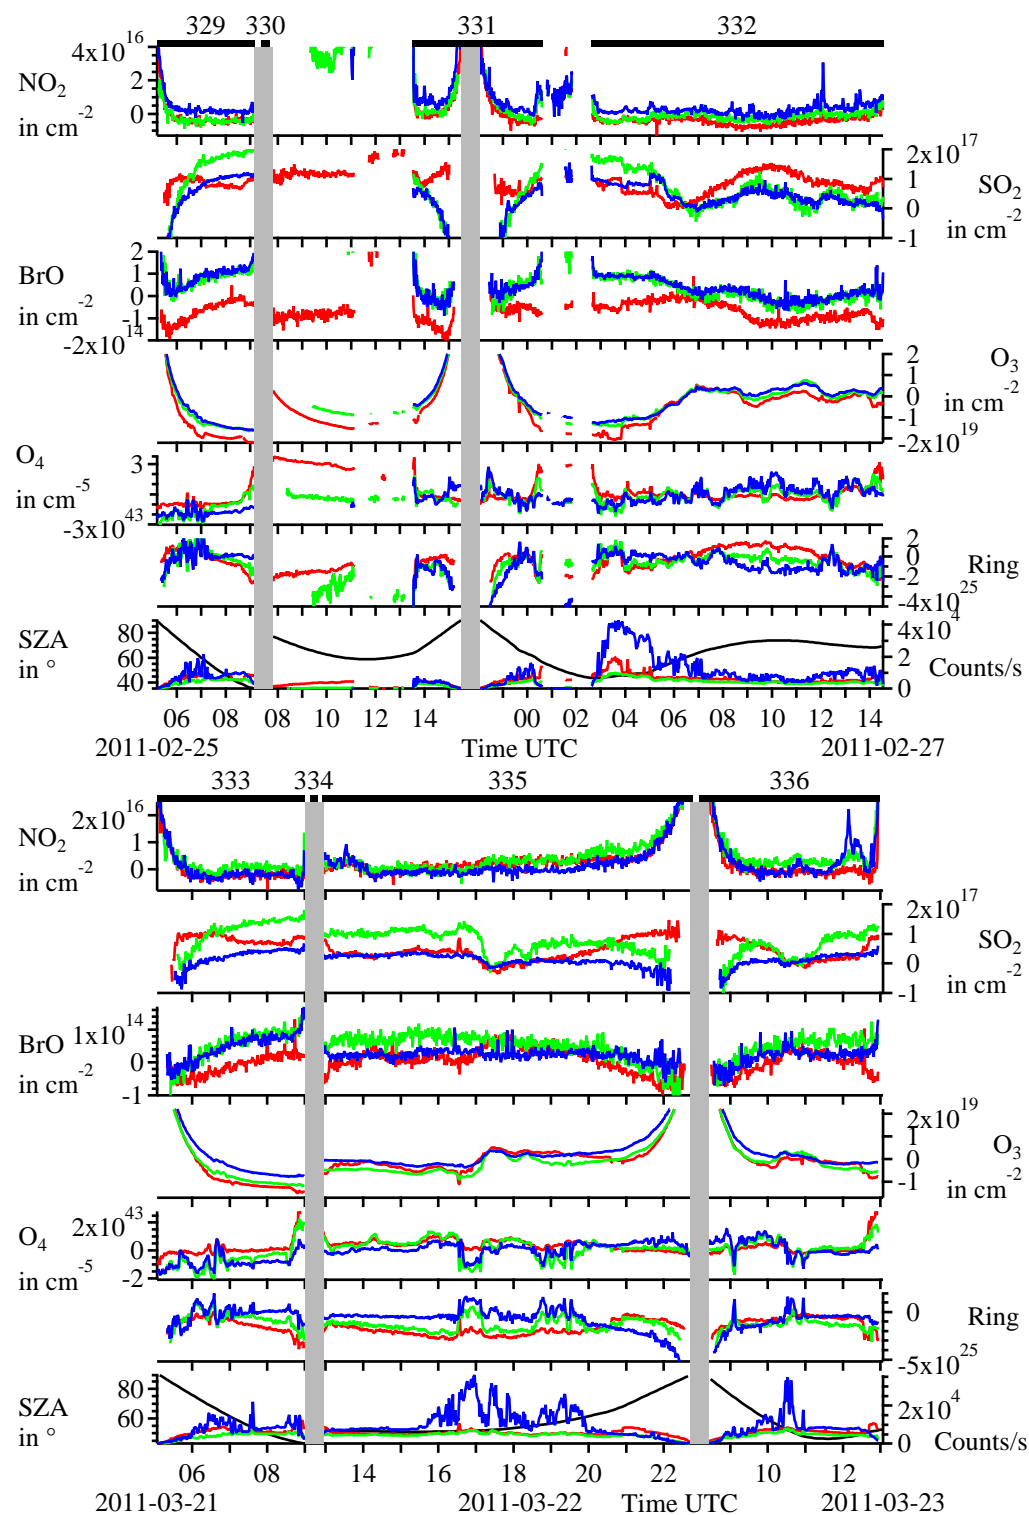 329 330 331 332
4x10^16
NO2
in cm^-2
2
0
2x10^17
1
0
-1
SO2
in cm^-2
2
1
0
-1
-2x10^14
BrO
in cm^-2
2
1
0
-1
-2x10^19
O3
in cm^-2
O4
in cm^-5
3
-3x10^43
2
0
-2
-4x10^25
Ring
SZA
in °
80
60
40
4x10^4
2
0
Counts/s
06 08 08 10 12 14 00 02 04 06 08 10 12 14
2011-02-25 Time UTC 2011-02-27
333 334 335 336
2x10^16
NO2
in cm^-2
1
0
2x10^17
1
0
-1
SO2
in cm^-2
BrO
in cm^-2
1x10^14
0
-1
2x10^19
1
0
-1
O3
in cm^-2
O4
in cm^-5
2x10^43
0
-2
0
-5x10^25
Ring
SZA
in °
80
60
2x10^4
0
Counts/s
06 08 14 16 18 20 22 10 12
2011-03-21 2011-03-22 Time UTC 2011-03-23